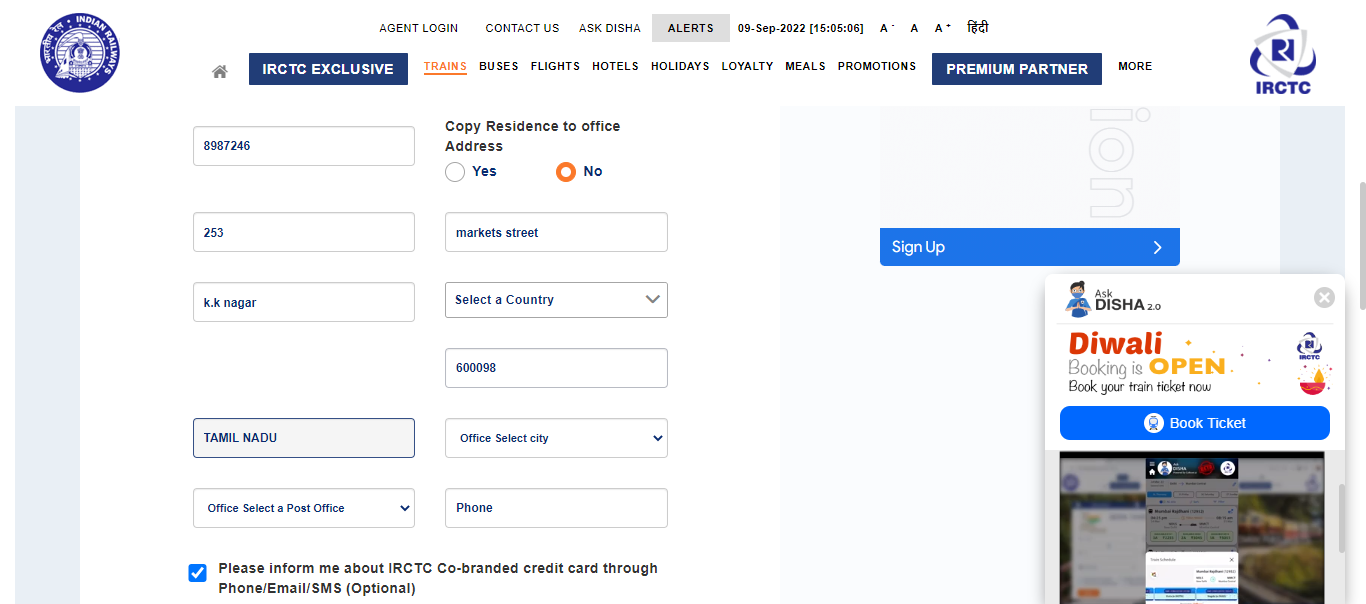 AGENT LOGIN CONTACT US ASK DISHA ALERTS 09-Sep-2022 [15:05:06] A - A A + हिंदी
IRCTC EXCLUSIVE TRAINS BUSES FLIGHTS HOTELS HOLIDAYS LOYALTY MEALS PROMOTIONS PREMIUM PARTNER MORE
भारतीय रेल INDIAN RAILWAYS
IRCTC
8987246
Copy Residence to office
Address
Yes No
253 markets street
k.k nagar Select a Country
600098
TAMIL NADU Office Select city
Office Select a Post Office Phone
Please inform me about IRCTC Co-branded credit card through
Phone/Email/SMS (Optional)
ion
Sign Up
Ask
DISHA 2.0
Diwali
Booking is OPEN
Book your train ticket now
IRCTC
Book Ticket